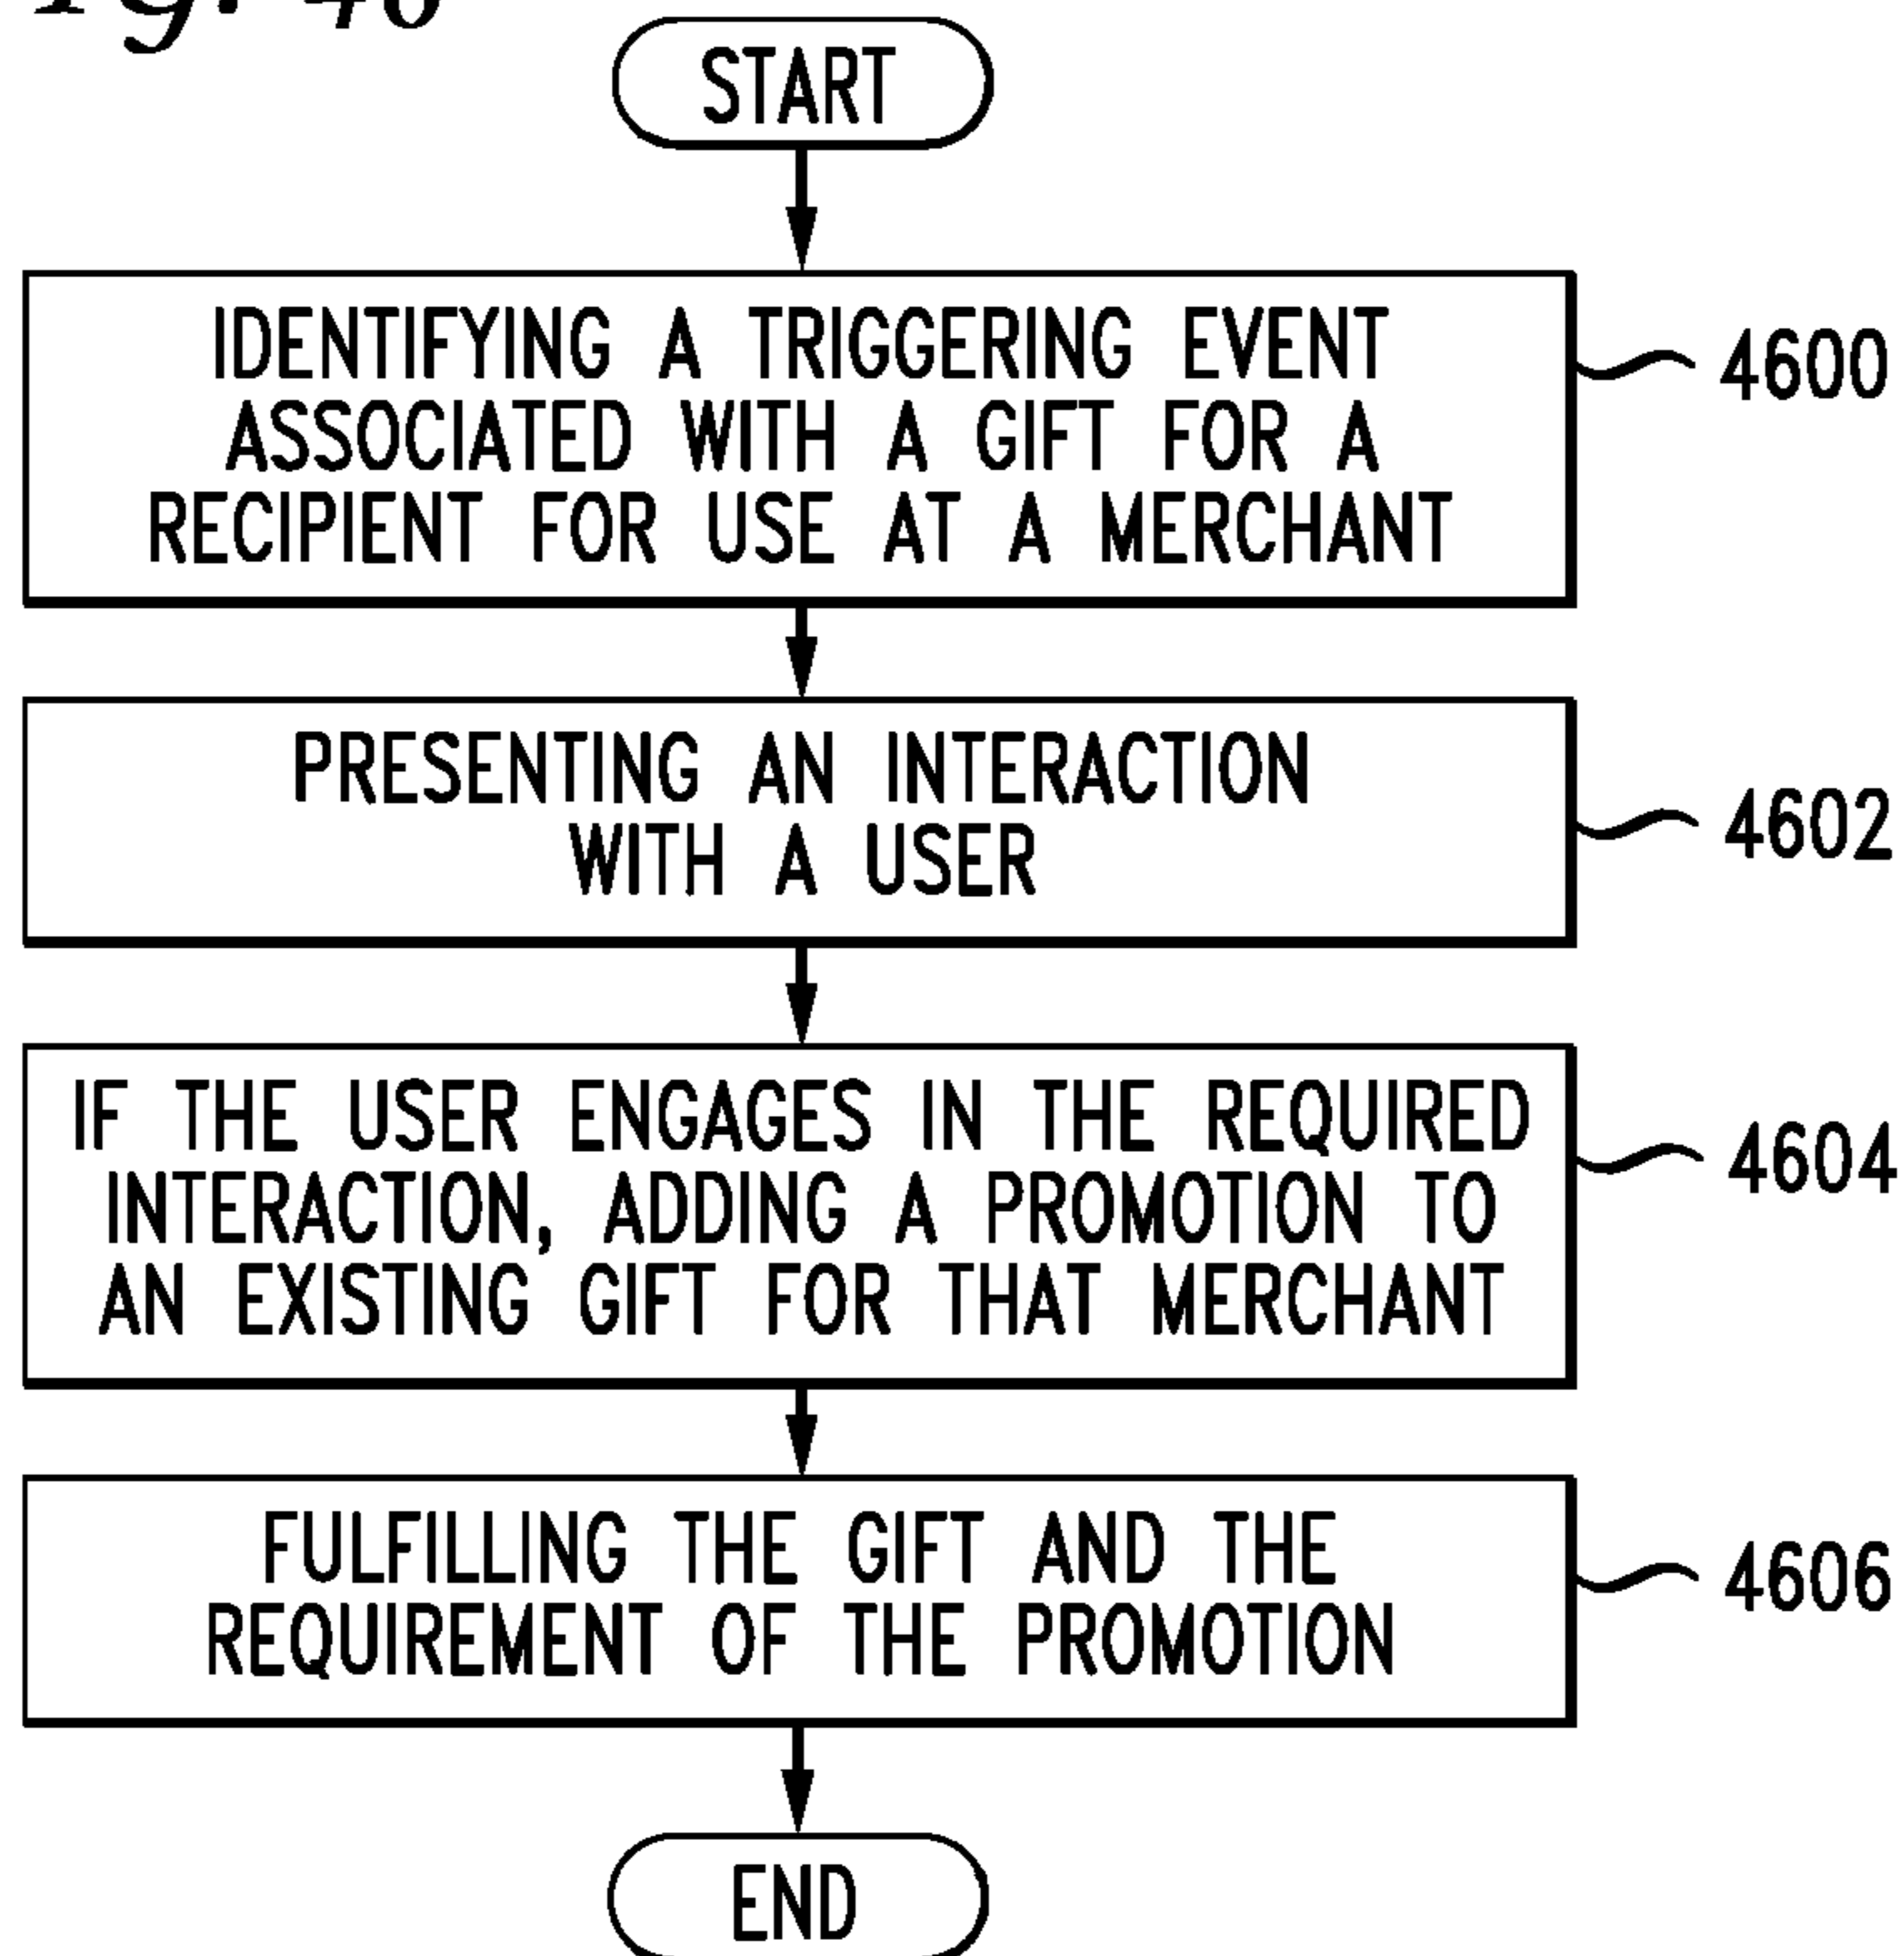 46
START
IDENTIFYING A TRIGGERING EVENT
ASSOCIATED WITH A GIFT FOR A
RECIPIENT FOR USE AT A MERCHANT
4600
PRESENTING AN INTERACTION
WITH A USER
4602
IF THE USER ENGAGES IN THE REQUIRED
INTERACTION, ADDING A PROMOTION TO
AN EXISTING GIFT FOR THAT MERCHANT
4604
FULFILLING THE GIFT AND THE
REQUIREMENT OF THE PROMOTION
4606
END